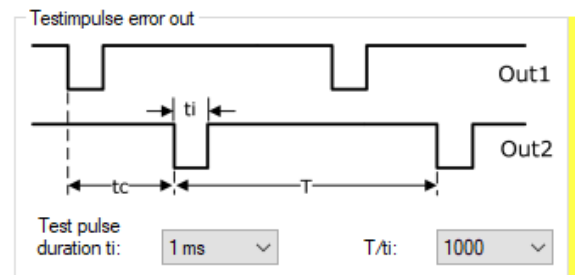 Testimpulse error out
Out1
ti
Out2
tc
T
Test pulse
duration ti:
1 ms
T/ti:
1000